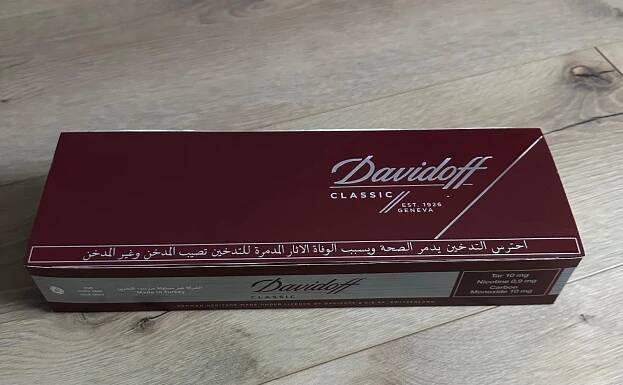 Davidoff
CLASSIC
EST. 1926
GENEVA
احترس التدخين يدمر الصحة ويسبب الوفاة الاثار المدمرة للتدخين تصيب المدخن وغير المدخن
Made in Turkey
Davidoff
CLASSIC
Tar 10 mg
Nicotine 0,9 mg
Carbon
Monoxide 10 mg